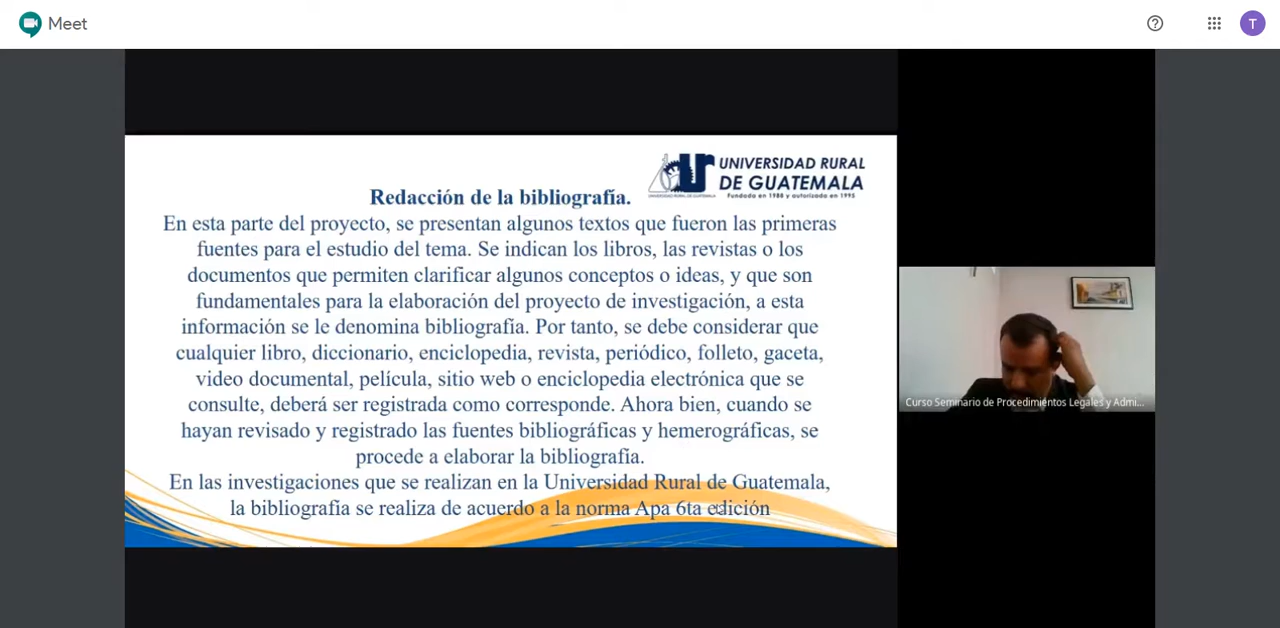 Meet
T
UNIVERSIDAD RURAL
DE GUATEMALA
Fundada en 1988 y autorizada en 1995
UNIVERSIDAD RURAL DE GUATEMALA
Redacción de la bibliografía.
En esta parte del proyecto, se presentan algunos textos que fueron las primeras
fuentes para el estudio del tema. Se indican los libros, las revistas o los
documentos que permiten clarificar algunos conceptos o ideas, y que son
fundamentales para la elaboración del proyecto de investigación, a esta
información se le denomina bibliografía. Por tanto, se debe considerar que
cualquier libro, diccionario, enciclopedia, revista, periódico, folleto, gaceta,
video documental, película, sitio web o enciclopedia electrónica que se
consulte, deberá ser registrada como corresponde. Ahora bien, cuando se
hayan revisado y registrado las fuentes bibliográficas y hemerográficas, se
procede a elaborar la bibliografía.
En las investigaciones que se realizan en la Universidad Rural de Guatemala,
la bibliografía se realiza de acuerdo a la norma Apa 6ta edición
Curso Seminario de Procedimientos Legales y Admi...